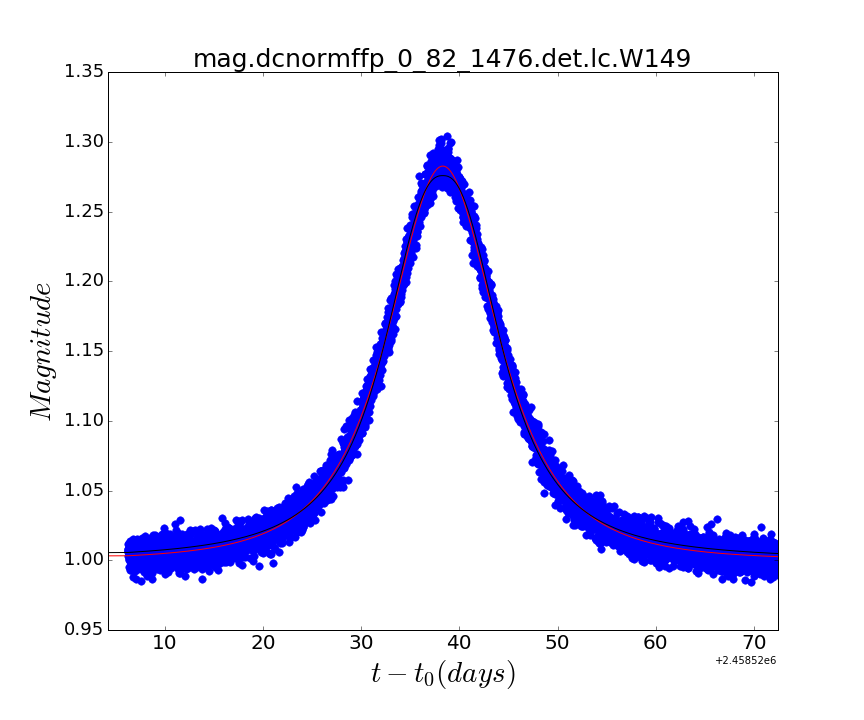 mag.dcnormffp_0_82_1476.det.lc.W149
1.35
1.30
1.25
1.20
1.15
1.10
1.05
1.00
0.95
Magnitude
10 20 30 40 50 60 70
+2.45852e6
t − t₀(days)